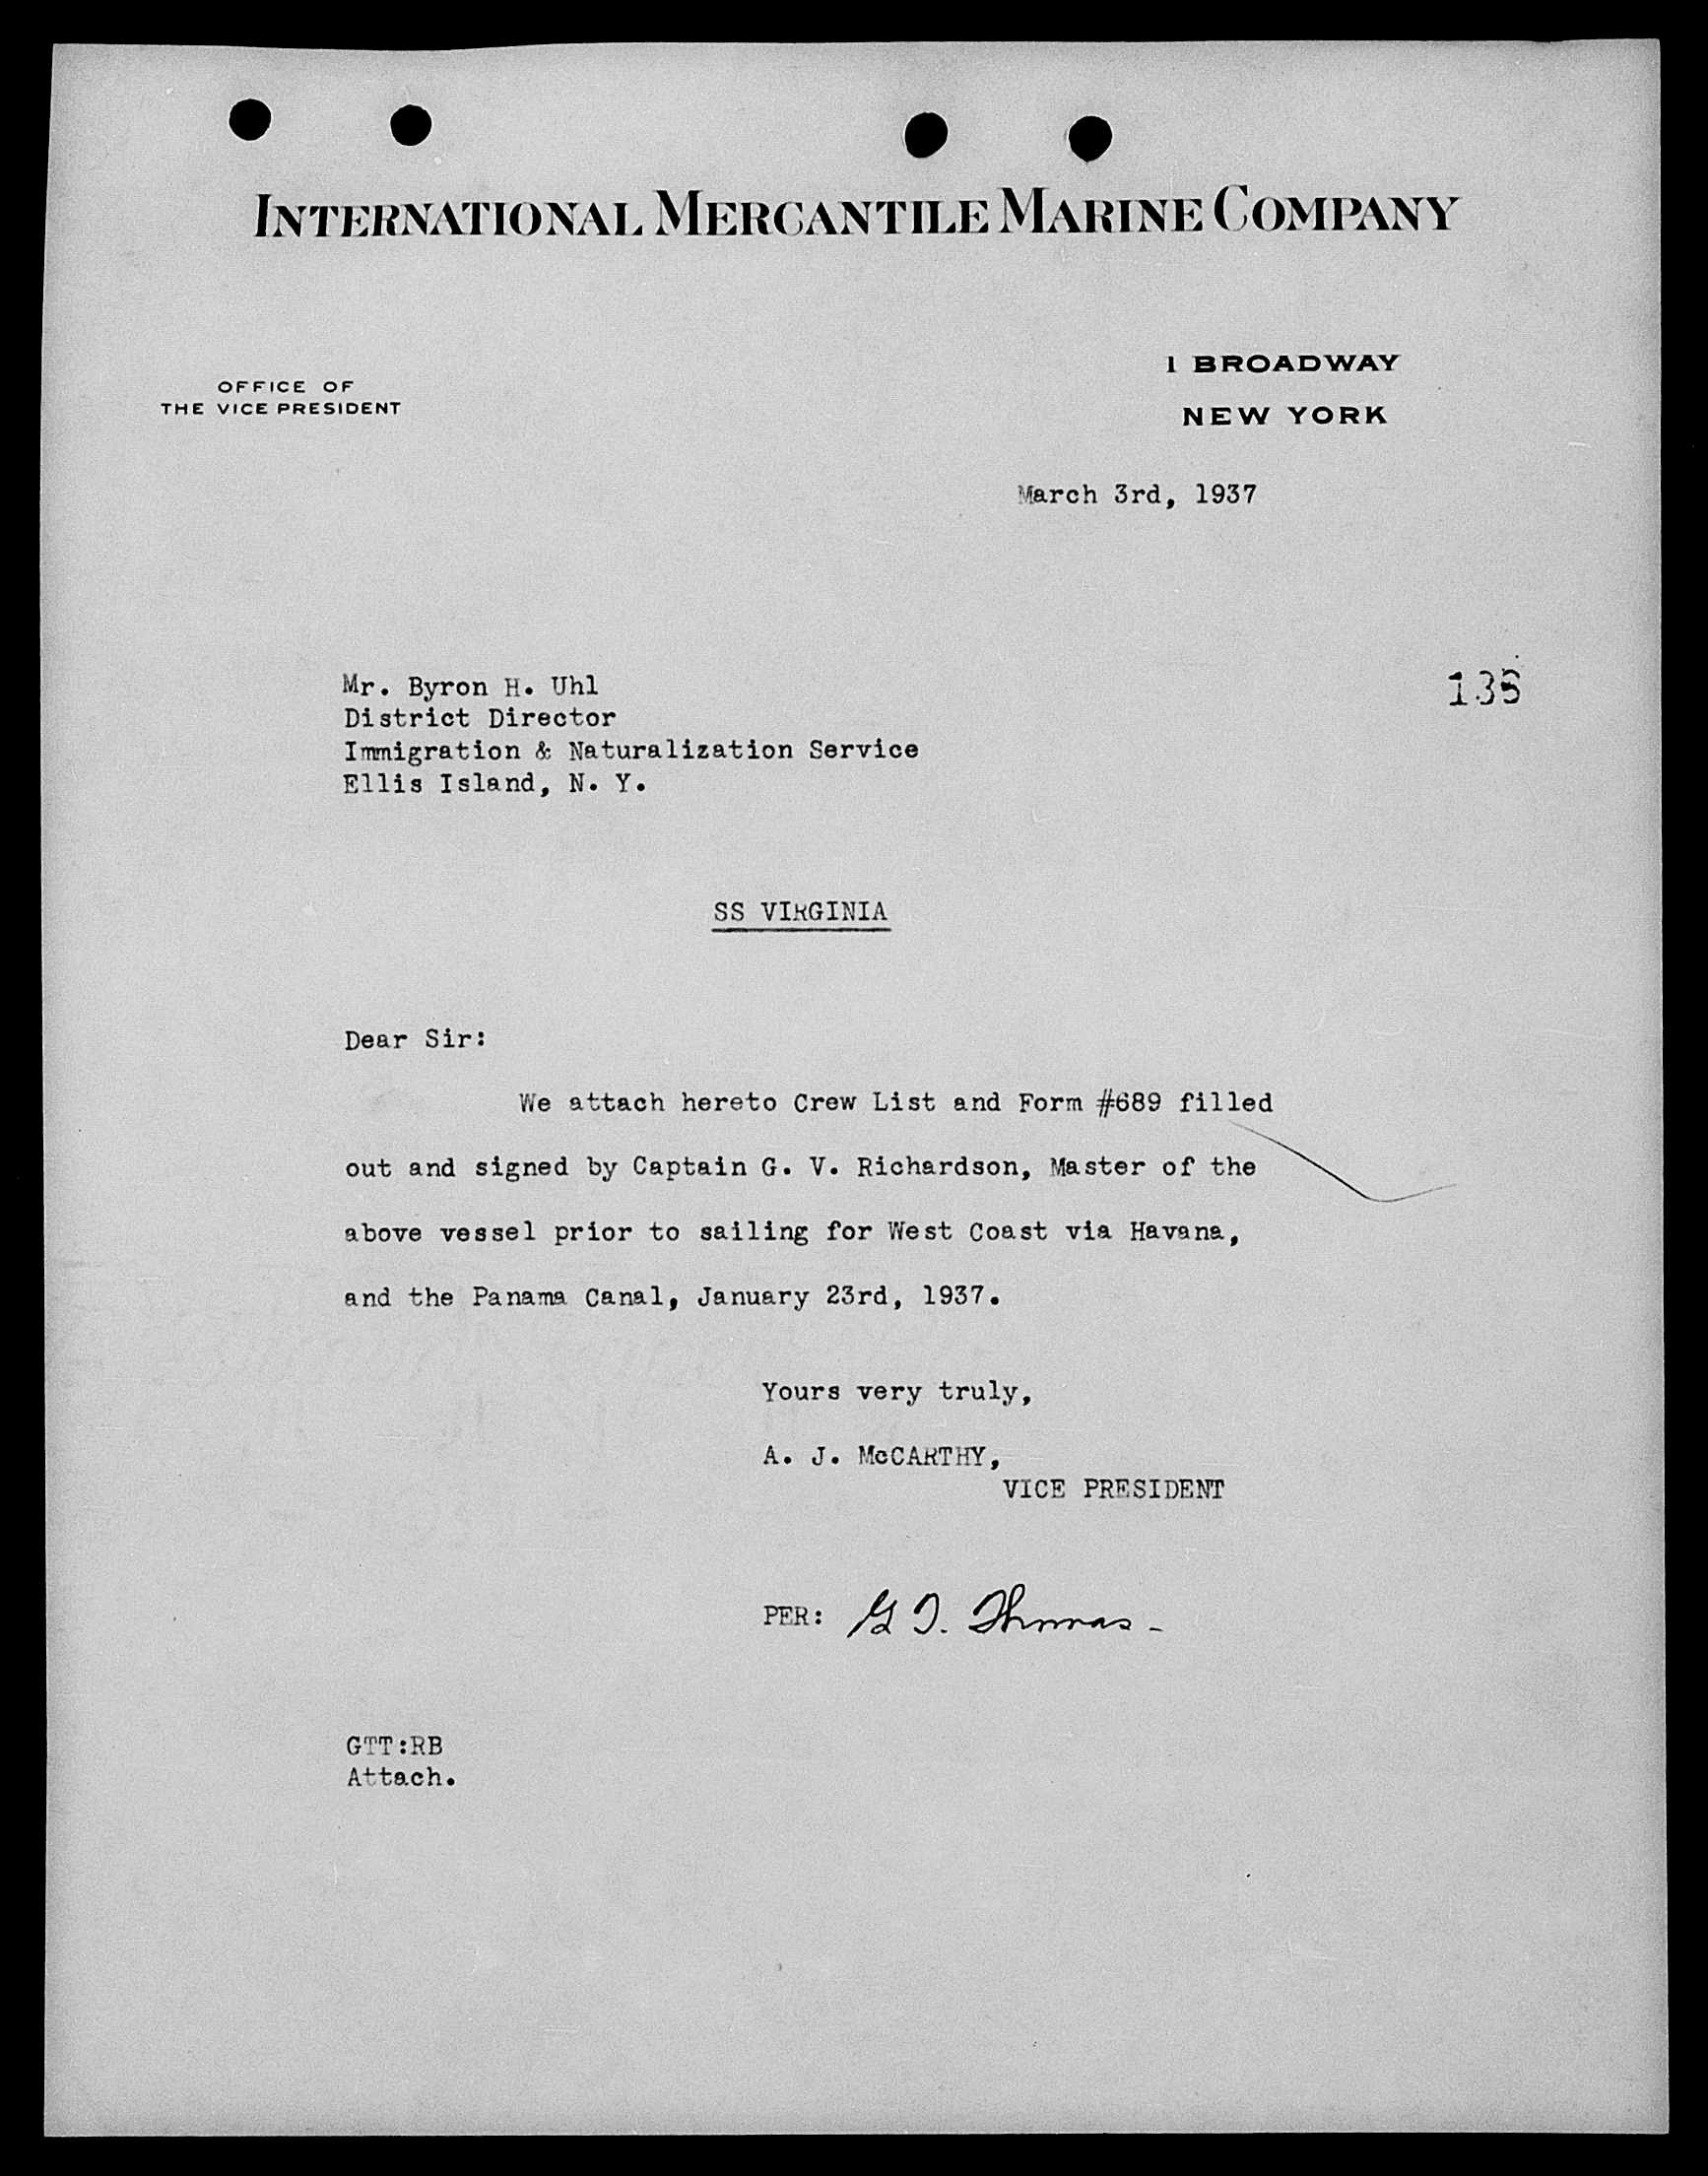 INTERNATIONAL MERCANTILE MARINE COMPANY
OFFICE OF
THE VICE PRESIDENT
1 BROADWAY
NEW YORK
March 3rd, 1937
Mr. Byron H. Uhl
District Director
Immigration & Naturalization Service
Ellis Island, N. Y.
SS VIRGINIA
Dear Sir:
We attach hereto Crew List and Form #689 filled
out and signed by Captain G. V. Richardson, Master of the
above vessel prior to sailing for West Coast via Havana,
and the Panama Canal, January 23rd, 1937.
Yours very truly,
A. J. McCARTHY,
VICE PRESIDENT
PER: G T. Thomas -
GTT:RB
Attach.